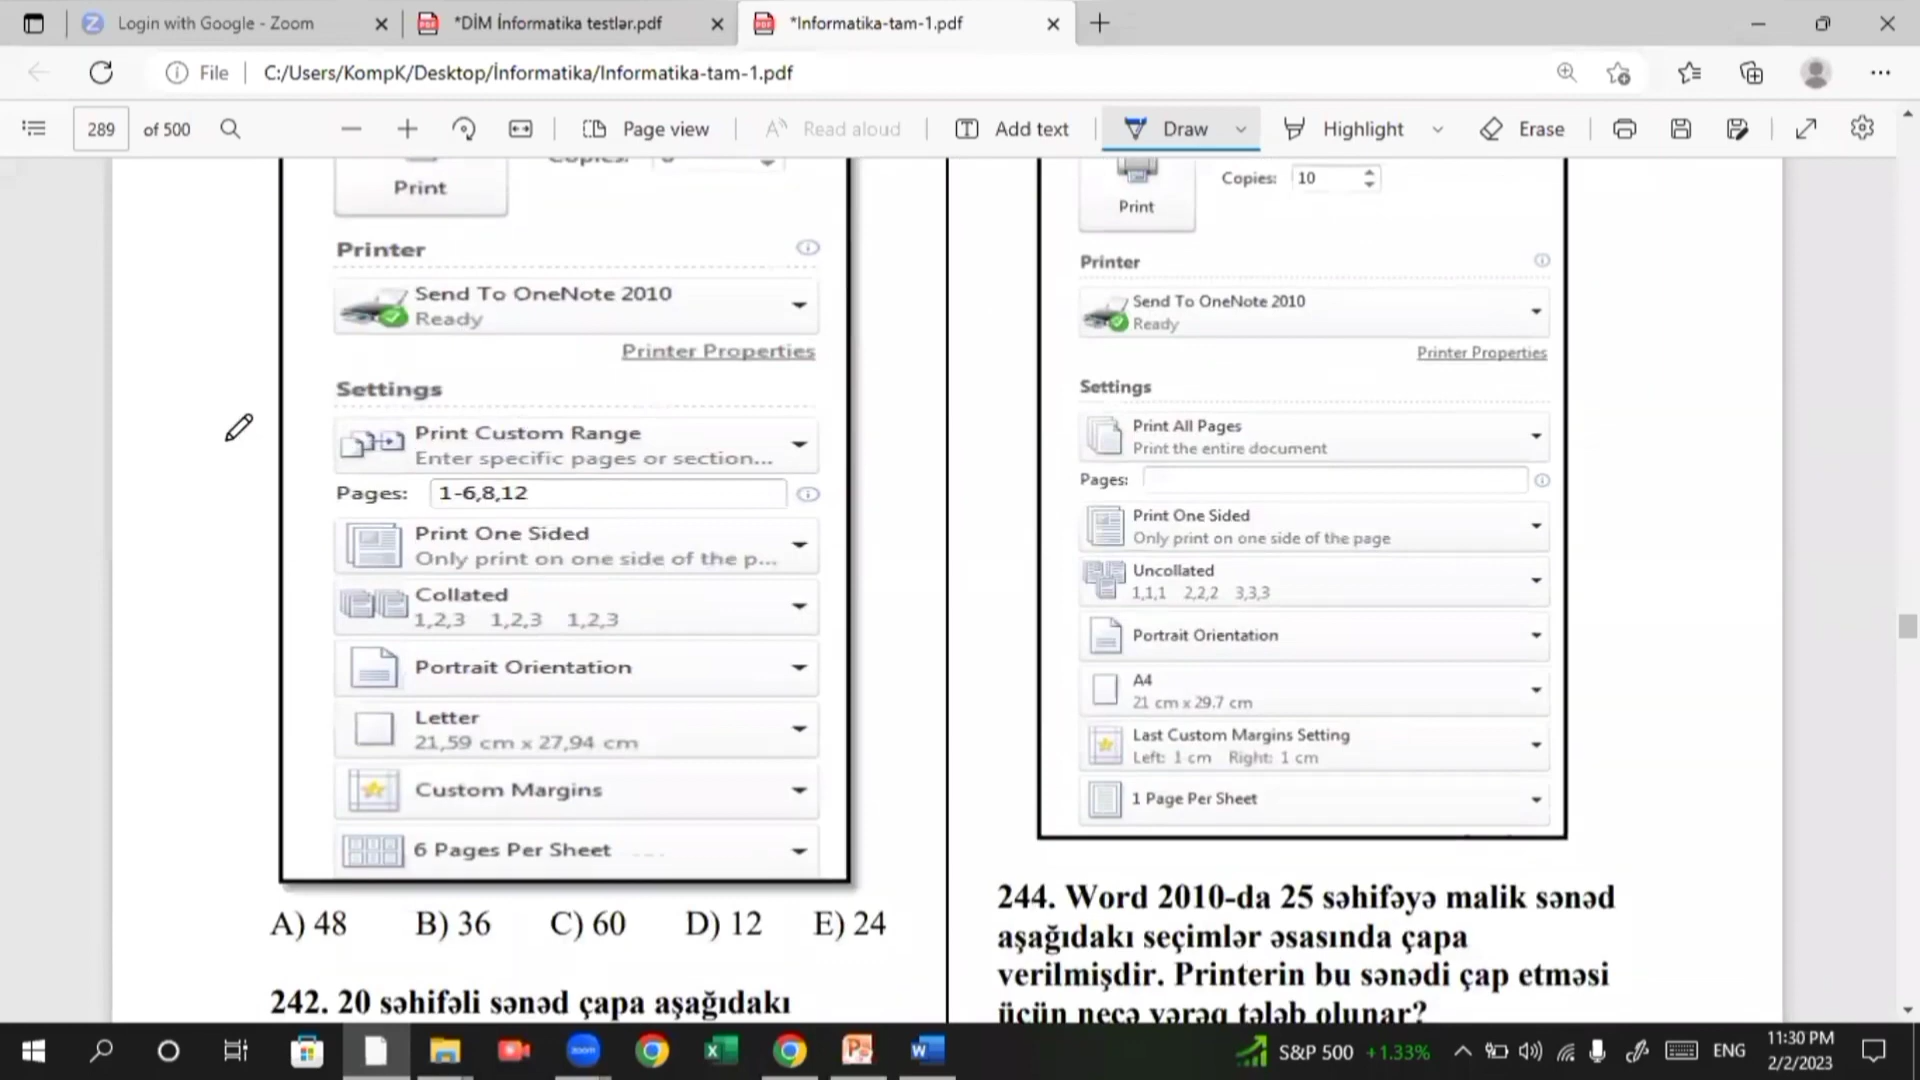 Login with Google - Zoom
*DİM İnformatika testlər.pdf
*Informatika-tam-1.pdf
File
C:/Users/KompK/Desktop/İnformatika/Informatika-tam-1.pdf
289 of 500
Page view
Read aloud
Add text
Draw
Highlight
Erase
Print
Printer
Send To OneNote 2010
Ready
Printer Properties
Settings
Print Custom Range
Enter specific pages or section...
Pages: 1-6,8,12
Print One Sided
Only print on one side of the p...
Collated
1,2,3 1,2,3 1,2,3
Portrait Orientation
Letter
21,59 cm x 27,94 cm
Custom Margins
6 Pages Per Sheet
A) 48 B) 36 C) 60 D) 12 E) 24
242. 20 səhifəli sənəd çapa aşağıdakı
Copies: 10
Print
Printer
Send To OneNote 2010
Ready
Printer Properties
Settings
Print All Pages
Print the entire document
Pages:
Print One Sided
Only print on one side of the page
Uncollated
1,1,1 2,2,2 3,3,3
Portrait Orientation
A4
21 cm x 29.7 cm
Last Custom Margins Setting
Left: 1 cm Right: 1 cm
1 Page Per Sheet
244. Word 2010-da 25 səhifəyə malik sənəd
aşağıdakı seçimlər əsasında çapa
verilmişdir. Printerin bu sənədi çap etməsi
üçün neçə vərəq tələb olunar?
zoom
S&P 500 +1.33%
ENG
11:30 PM
2/2/2023